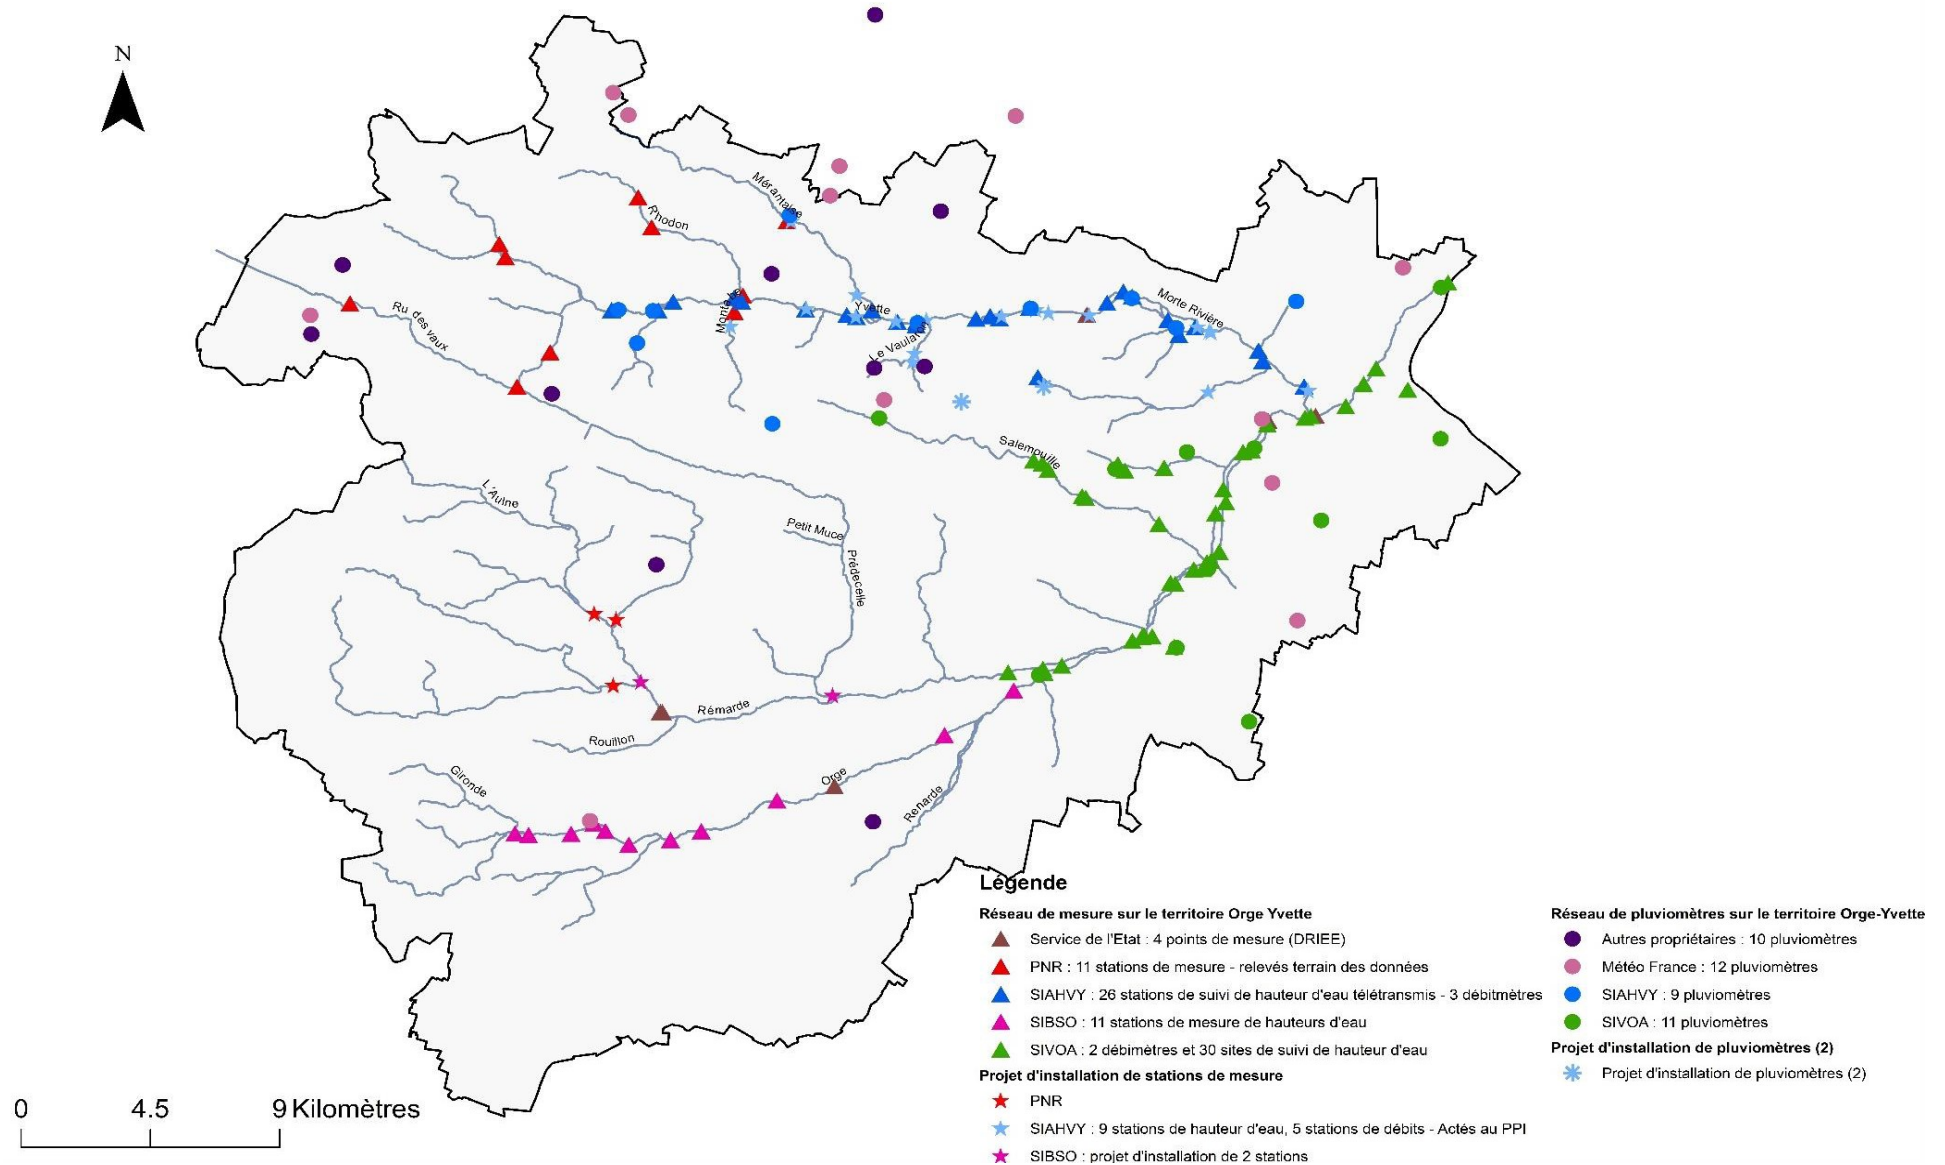 N
Mérantaise
Rhodon
Ru des vaux
Yvette
Morte Rivière
Le Vaularon
Salemouille
L'Aulne
Petit Muce
Prédecelle
Rémarde
Rouillon
Gironde
Orge
Renarde
Légende
Réseau de mesure sur le territoire Orge Yvette
Service de l'Etat : 4 points de mesure (DRIEE)
PNR : 11 stations de mesure - relevés terrain des données
SIAHVY : 26 stations de suivi de hauteur d'eau télétransmis - 3 débitmètres
SIBSO : 11 stations de mesure de hauteurs d'eau
SIVOA : 2 débimètres et 30 sites de suivi de hauteur d'eau
Projet d'installation de stations de mesure
PNR
SIAHVY : 9 stations de hauteur d'eau, 5 stations de débits - Actés au PPI
SIBSO : projet d'installation de 2 stations
Réseau de pluviomètres sur le territoire Orge-Yvette
Autres propriétaires : 10 pluviomètres
Météo France : 12 pluviomètres
SIAHVY : 9 pluviomètres
SIVOA : 11 pluviomètres
Projet d'installation de pluviomètres (2)
Projet d'installation de pluviomètres (2)
0 4.5 9 Kilomètres